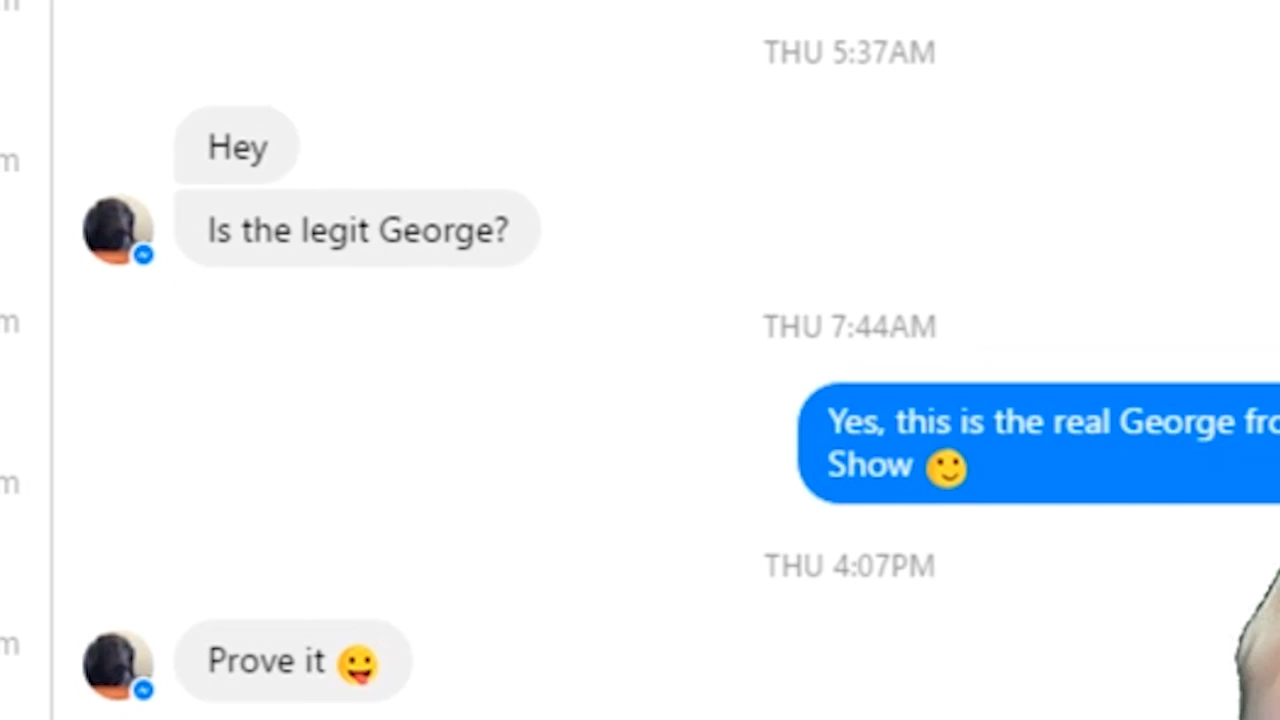 THU 5:37AM
Hey
Is the legit George?
THU 7:44AM
Yes, this is the real George
Show 🙂
THU 4:07PM
Prove it 😛